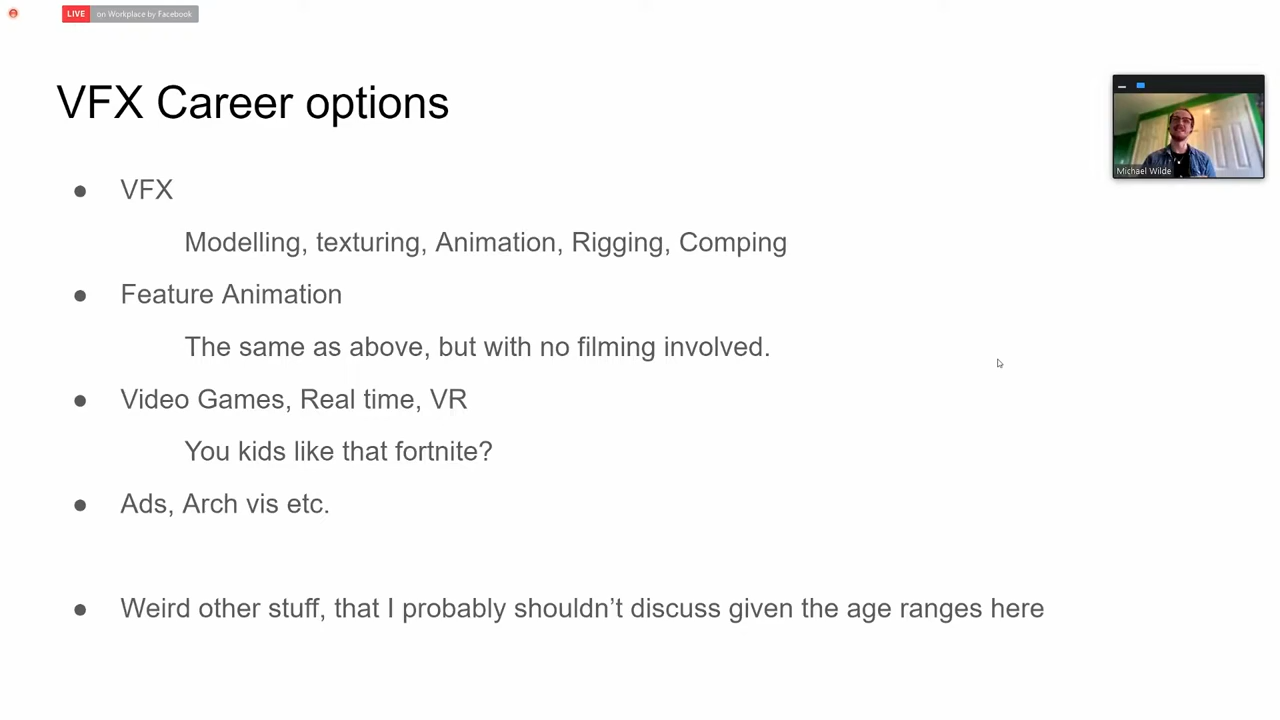 LIVE on Workplace by Facebook
VFX Career options
Michael Wilde
● VFX
Modelling, texturing, Animation, Rigging, Comping
● Feature Animation
The same as above, but with no filming involved.
● Video Games, Real time, VR
You kids like that fortnite?
● Ads, Arch vis etc.
● Weird other stuff, that I probably shouldn’t discuss given the age ranges here